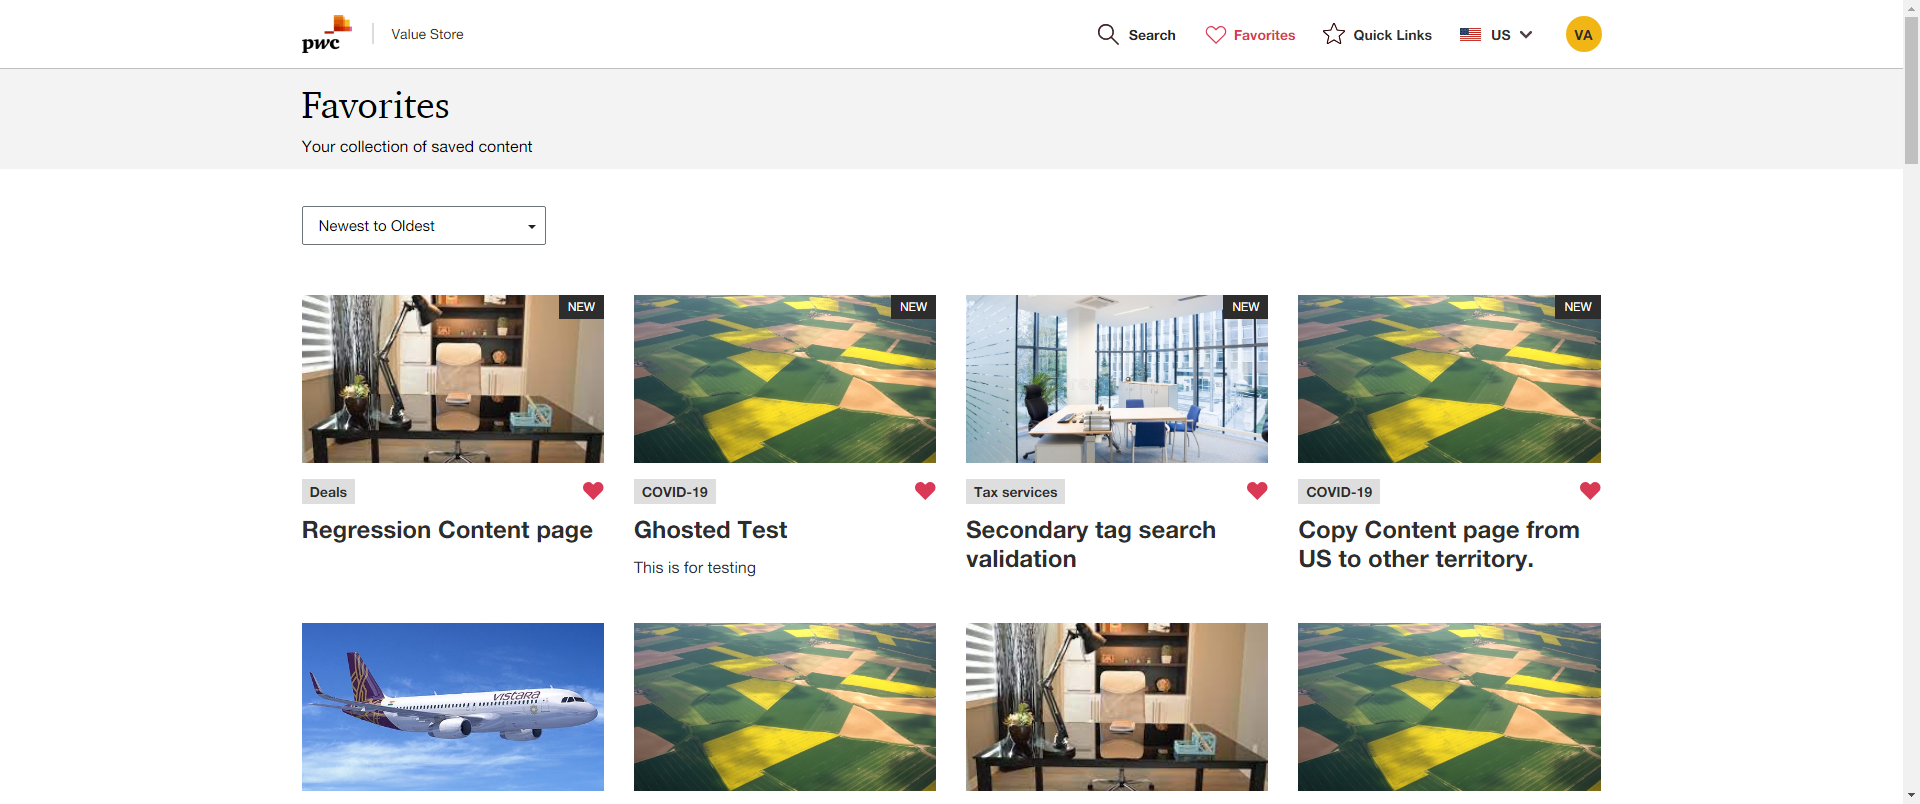 pwc
Value Store
Search
Favorites
Quick Links
US
VA
Favorites
Your collection of saved content
Newest to Oldest
NEW
NEW
NEW
NEW
Deals
COVID-19
Tax services
COVID-19
Regression Content page
Ghosted Test
This is for testing
Secondary tag search
validation
Copy Content page from
US to other territory.
VISTARA